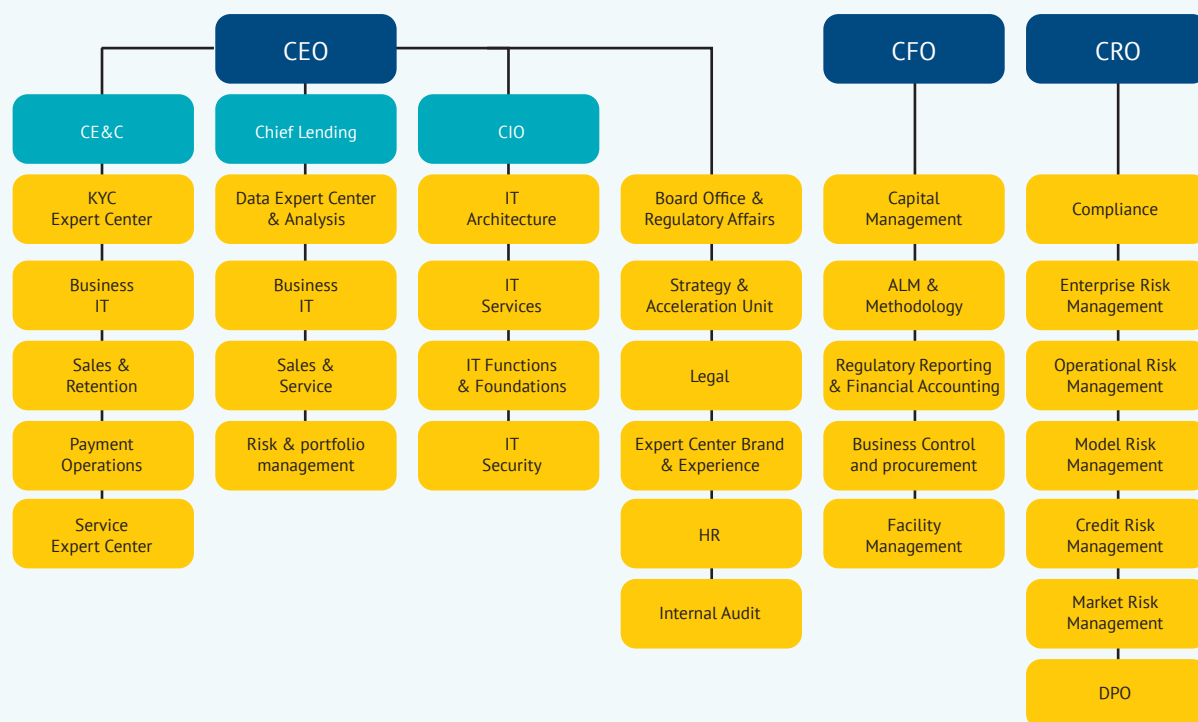 CEO
CFO
CRO
CE&C
Chief Lending
CIO
KYC
Expert Center
Business
IT
Sales &
Retention
Payment
Operations
Service
Expert Center
Data Expert Center
& Analysis
Business
IT
Sales &
Service
Risk & portfolio
management
IT
Architecture
IT
Services
IT Functions
& Foundations
IT
Security
Board Office &
Regulatory Affairs
Strategy &
Acceleration Unit
Legal
Expert Center Brand
& Experience
HR
Internal Audit
Capital
Management
ALM &
Methodology
Regulatory Reporting
& Financial Accounting
Business Control
and procurement
Facility
Management
Compliance
Enterprise Risk
Management
Operational Risk
Management
Model Risk
Management
Credit Risk
Management
Market Risk
Management
DPO